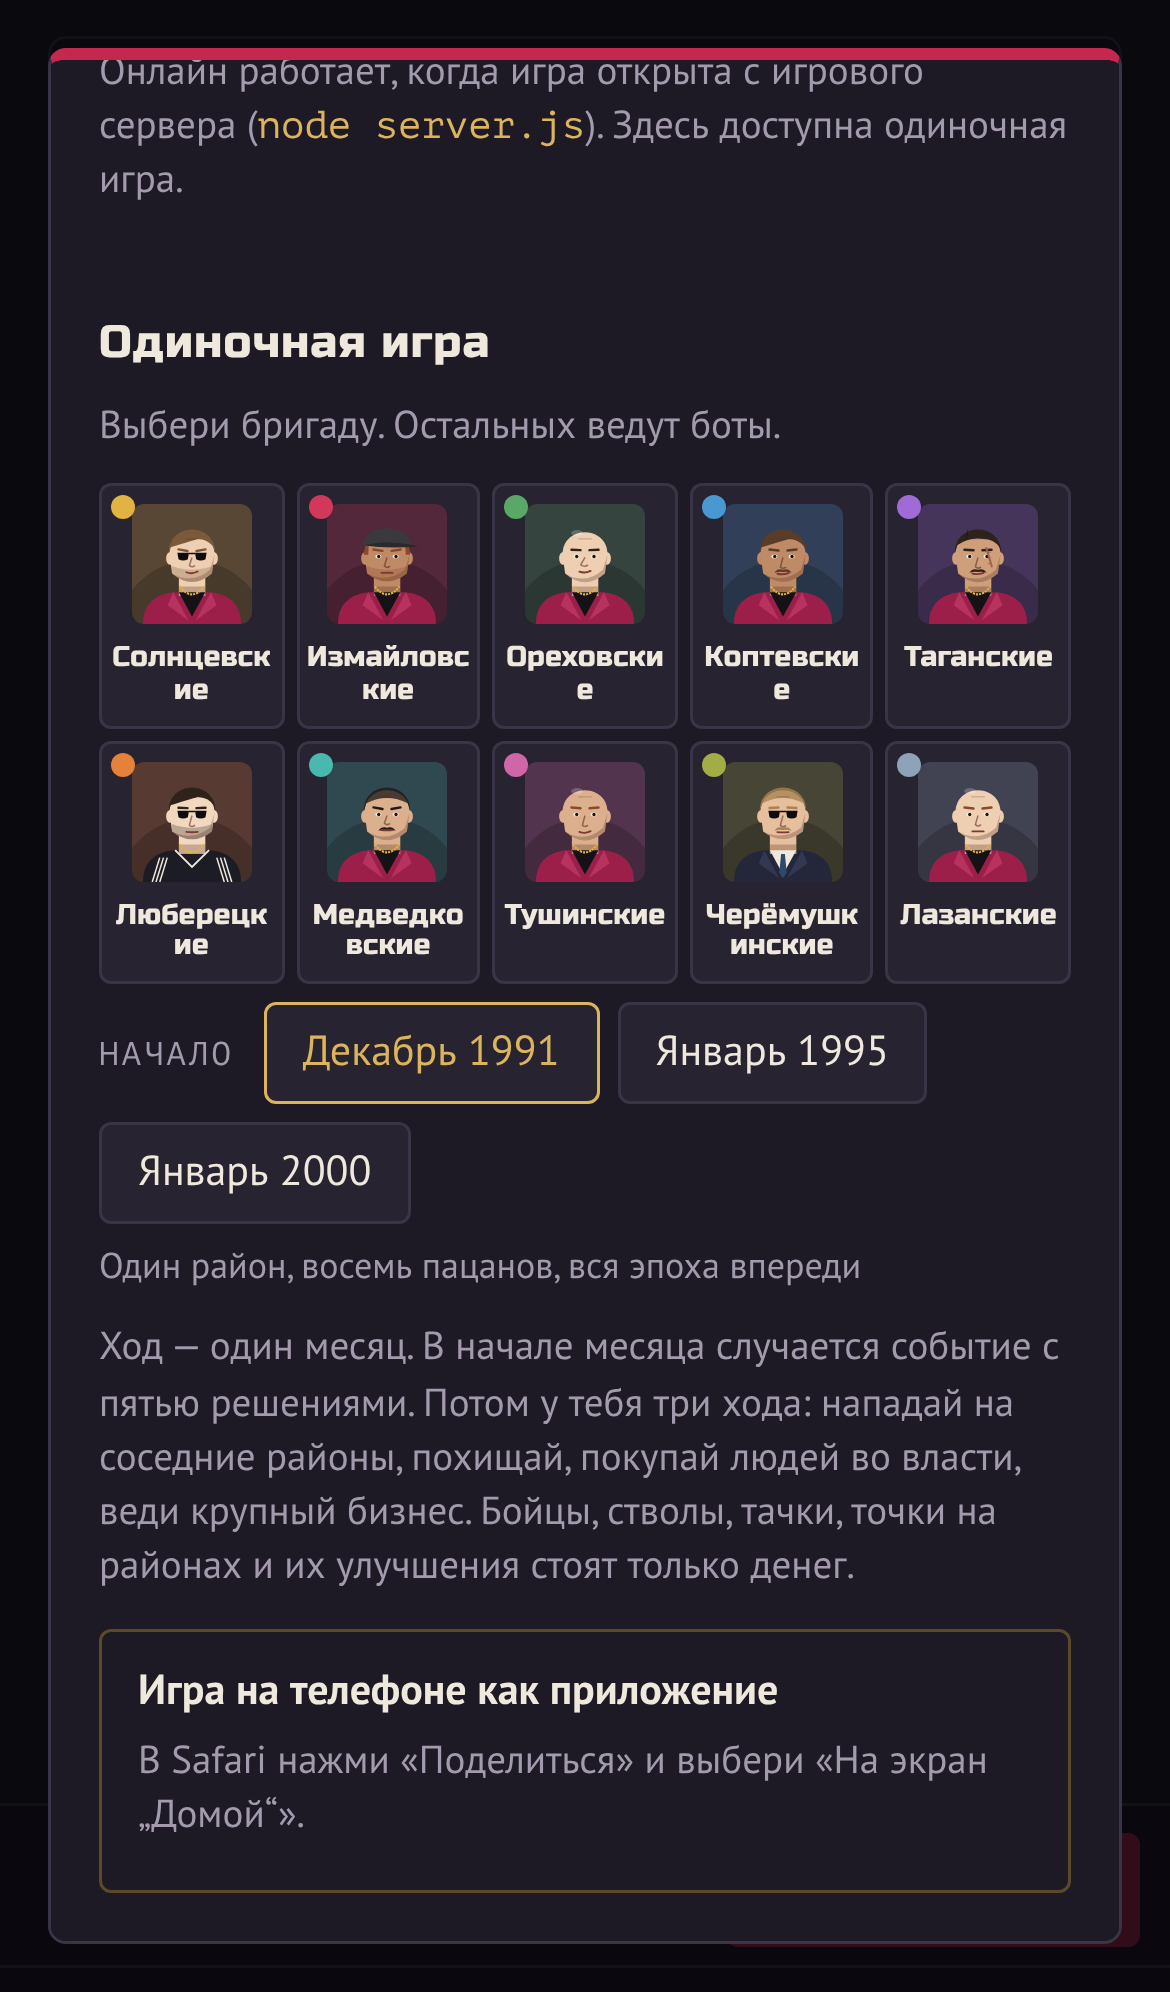 Онлайн работает, когда игра открыта с игрового
сервера (node server.js). Здесь доступна одиночная
игра.
Одиночная игра
Выбери бригаду. Остальных ведут боты.
Солнцевск
ие
Измайловс
кие
Ореховски
е
Коптевски
е
Таганские
Люберецк
ие
Медведко
вские
Тушинские
Черёмушк
инские
Лазанские
НАЧАЛО
Декабрь 1991
Январь 1995
Январь 2000
Один район, восемь пацанов, вся эпоха впереди
Ход — один месяц. В начале месяца случается событие с
пятью решениями. Потом у тебя три хода: нападай на
соседние районы, похищай, покупай людей во власти,
веди крупный бизнес. Бойцы, стволы, тачки, точки на
районах и их улучшения стоят только денег.
Игра на телефоне как приложение
В Safari нажми «Поделиться» и выбери «На экран
„Домой“».